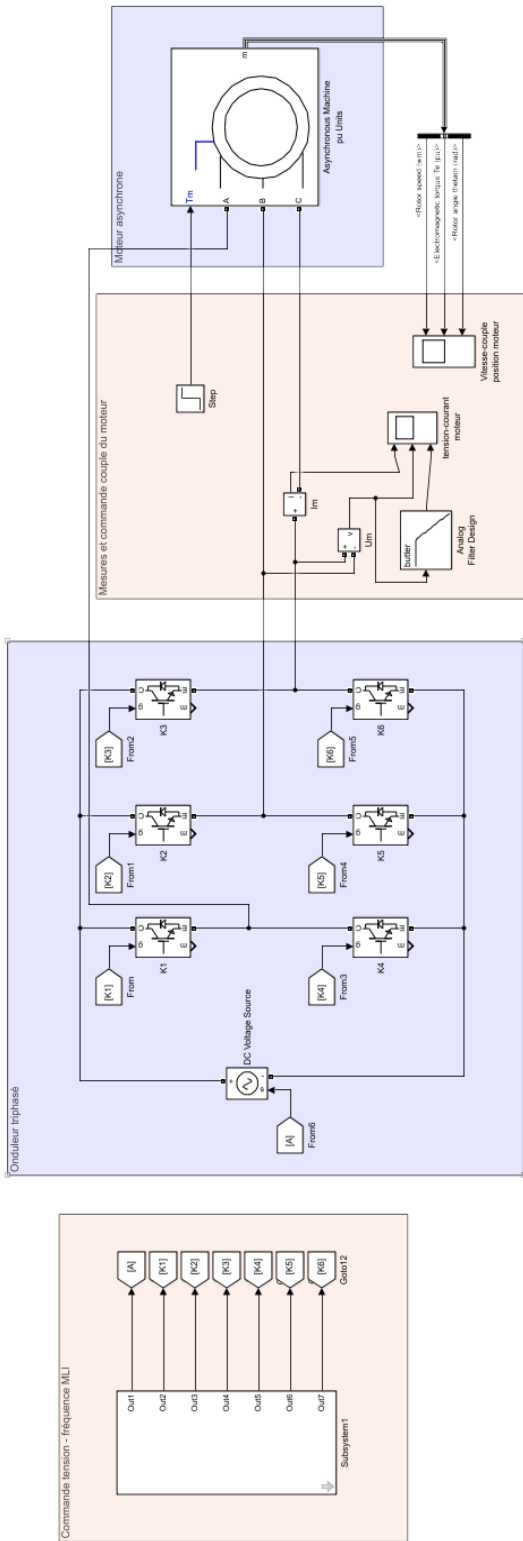 Commande tension - fréquence MLI
Out1
[A]
Out2
[K1]
Out3
[K2]
Out4
[K3]
Out5
[K4]
Out6
[K5]
Out7
[K6]
Subsystem1
Goto12
Onduleur triphasé
[K1]
From
g
C
E
m
K1
[K2]
From1
g
C
E
m
K2
[K3]
From2
g
C
E
m
K3
DC Voltage Source
+
-
s
[A]
From6
[K4]
From3
g
C
E
m
K4
[K5]
From4
g
C
E
m
K5
[K6]
From5
g
C
E
m
K6
Mesures et commande couple du moteur
Step
+
-
i
Im
+
-
v
Um
tension-courant
moteur
butter
Analog
Filter Design
Vitesse-couple
position moteur
Moteur asynchrone
Tm
A
B
C
m
Asynchronous Machine
pu Units
<Rotor speed (wm)>
<Electromagnetic torque Te (pu)>
<Rotor angle thetam (rad)>